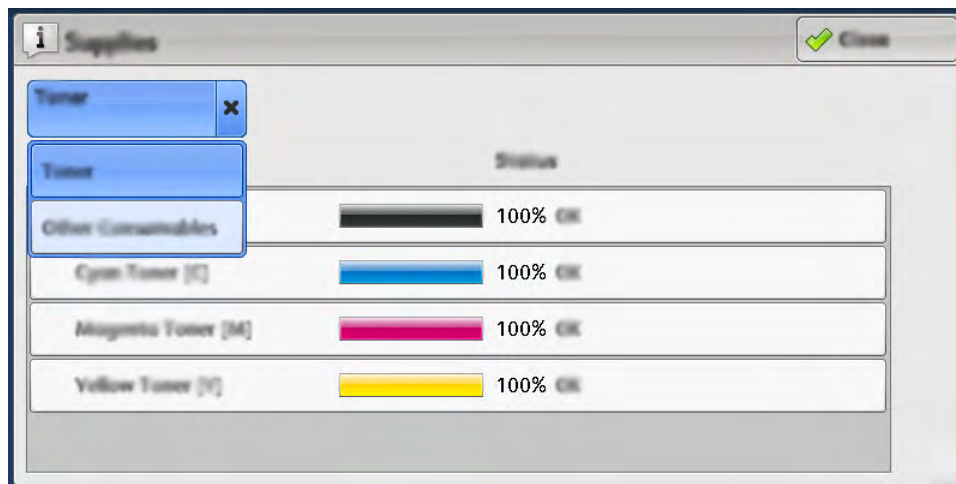 i Supplies
Close
Toner
Status
Toner
100% OK
Other Consumables
Cyan Toner [C] 100% OK
Magenta Toner [M] 100% OK
Yellow Toner [Y] 100% OK